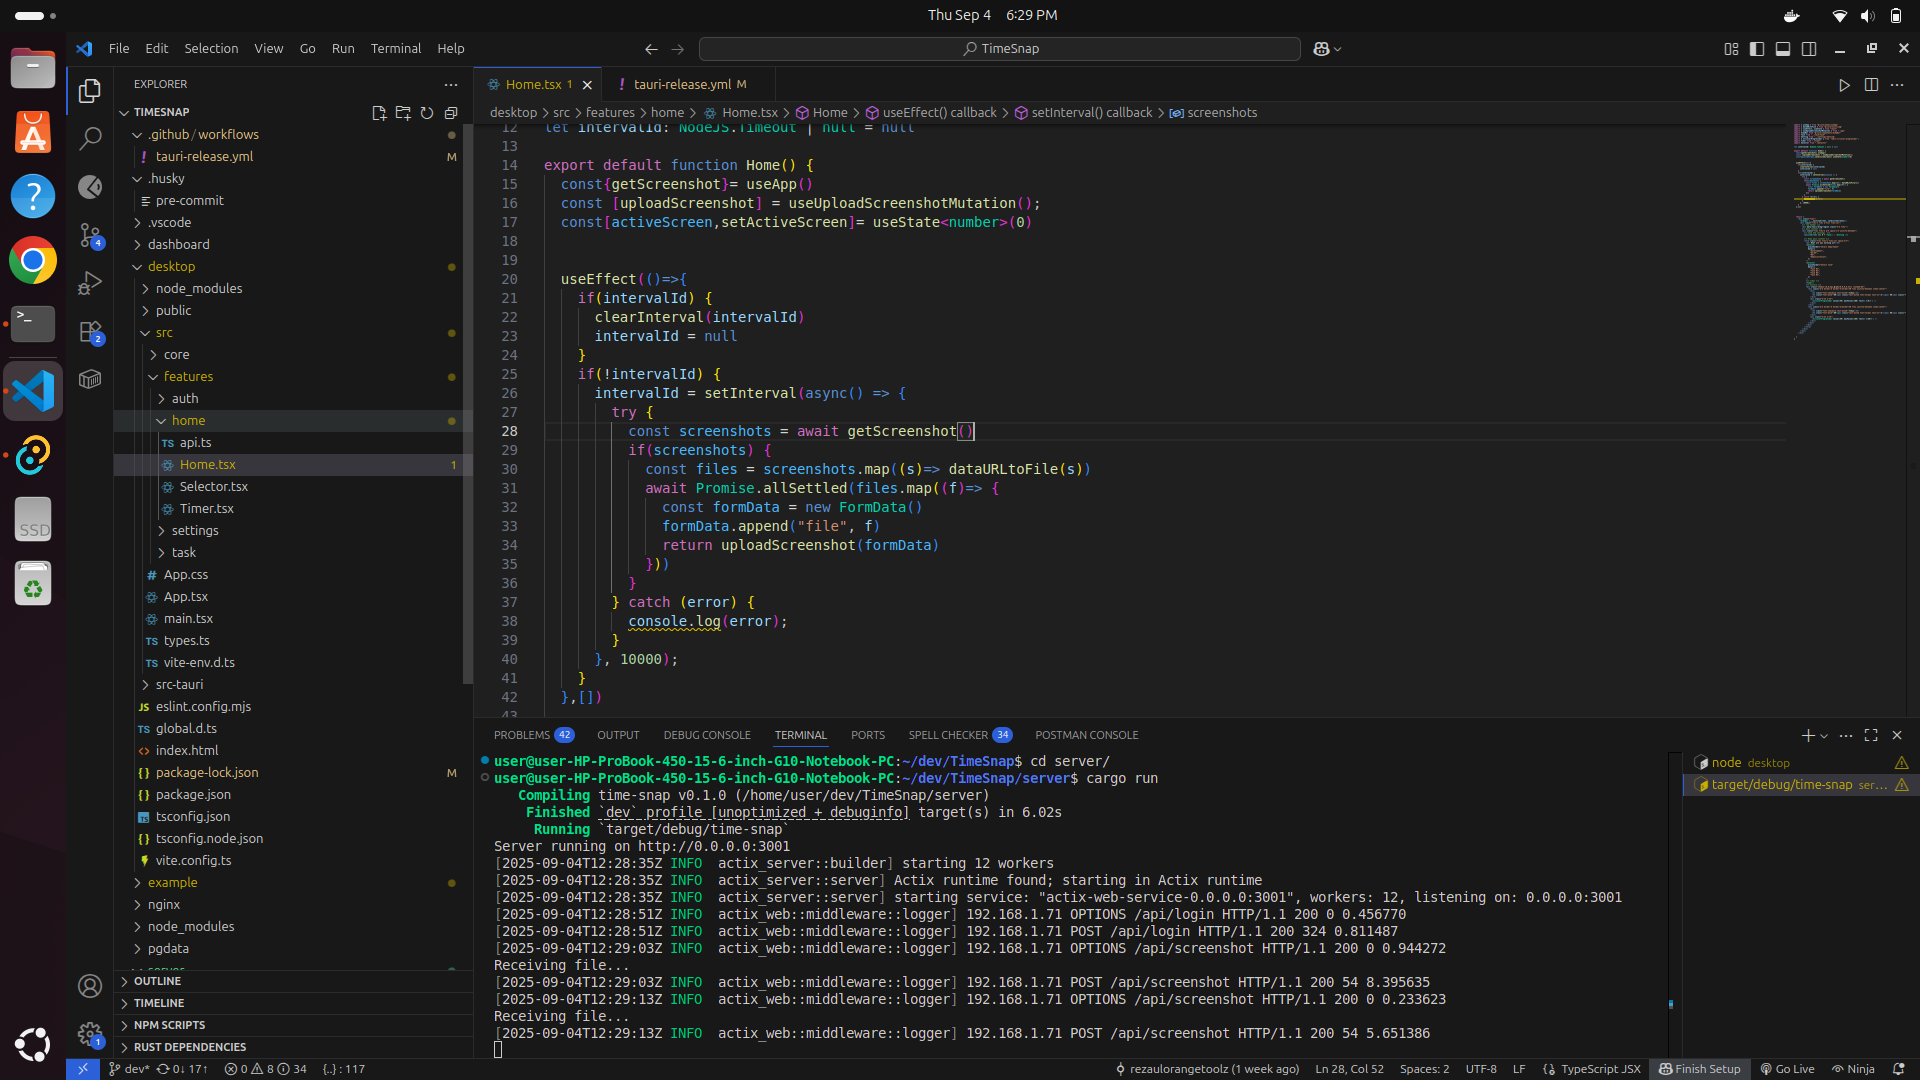 Thu Sep 4 6:29 PM
File Edit Selection View Go Run Terminal Help
TimeSnap
EXPLORER
TIMESNAP
.github/workflows
tauri-release.yml M
.husky
pre-commit
.vscode
dashboard
desktop
node_modules
public
src
core
features
auth
home
TS api.ts
Home.tsx 1
Selector.tsx
Timer.tsx
settings
task
# App.css
App.tsx
main.tsx
TS types.ts
TS vite-env.d.ts
src-tauri
JS eslint.config.mjs
TS global.d.ts
<> index.html
{} package-lock.json M
{} package.json
TS tsconfig.json
{} tsconfig.node.json
vite.config.ts
example
nginx
node_modules
pgdata
OUTLINE
TIMELINE
NPM SCRIPTS
RUST DEPENDENCIES
4
2
1
SSD
Home.tsx 1
! tauri-release.yml M
desktop > src > features > home > Home.tsx > Home > useEffect() callback > setInterval() callback > screenshots
12 let intervalId: NodeJS.Timeout | null = null
13
14 export default function Home() {
15 const{getScreenshot}= useApp()
16 const [uploadScreenshot] = useUploadScreenshotMutation();
17 const[activeScreen,setActiveScreen]= useState<number>(0)
18
19
20 useEffect(()=>{
21 if(intervalId) {
22 clearInterval(intervalId)
23 intervalId = null
24 }
25 if(!intervalId) {
26 intervalId = setInterval(async() => {
27 try {
28 const screenshots = await getScreenshot()
29 if(screenshots) {
30 const files = screenshots.map((s)=> dataURLtoFile(s))
31 await Promise.allSettled(files.map((f)=> {
32 const formData = new FormData()
33 formData.append("file", f)
34 return uploadScreenshot(formData)
35 }))
36 }
37 } catch (error) {
38 console.log(error);
39 }
40 }, 10000);
41 }
42 },[])
43
PROBLEMS 42 OUTPUT DEBUG CONSOLE TERMINAL PORTS SPELL CHECKER 34 POSTMAN CONSOLE
user@user-HP-ProBook-450-15-6-inch-G10-Notebook-PC:~/dev/TimeSnap$ cd server/
user@user-HP-ProBook-450-15-6-inch-G10-Notebook-PC:~/dev/TimeSnap/server$ cargo run
Compiling time-snap v0.1.0 (/home/user/dev/TimeSnap/server)
Finished `dev` profile [unoptimized + debuginfo] target(s) in 6.02s
Running `target/debug/time-snap`
Server running on http://0.0.0.0:3001
[2025-09-04T12:28:35Z INFO actix_server::builder] starting 12 workers
[2025-09-04T12:28:35Z INFO actix_server::server] Actix runtime found; starting in Actix runtime
[2025-09-04T12:28:35Z INFO actix_server::server] starting service: "actix-web-service-0.0.0.0:3001", workers: 12, listening on: 0.0.0.0:3001
[2025-09-04T12:28:51Z INFO actix_web::middleware::logger] 192.168.1.71 OPTIONS /api/login HTTP/1.1 200 0 0.456770
[2025-09-04T12:28:51Z INFO actix_web::middleware::logger] 192.168.1.71 POST /api/login HTTP/1.1 200 324 0.811487
[2025-09-04T12:29:03Z INFO actix_web::middleware::logger] 192.168.1.71 OPTIONS /api/screenshot HTTP/1.1 200 0 0.944272
Receiving file...
[2025-09-04T12:29:03Z INFO actix_web::middleware::logger] 192.168.1.71 POST /api/screenshot HTTP/1.1 200 54 8.395635
[2025-09-04T12:29:13Z INFO actix_web::middleware::logger] 192.168.1.71 OPTIONS /api/screenshot HTTP/1.1 200 0 0.233623
Receiving file...
[2025-09-04T12:29:13Z INFO actix_web::middleware::logger] 192.168.1.71 POST /api/screenshot HTTP/1.1 200 54 5.651386
node desktop
target/debug/time-snap ser...
dev* 0↓ 17↑ 0 8 34 {..} : 117
rezaulorangetoolz (1 week ago) Ln 28, Col 52 Spaces: 2 UTF-8 LF {} TypeScript JSX Finish Setup Go Live Ninja